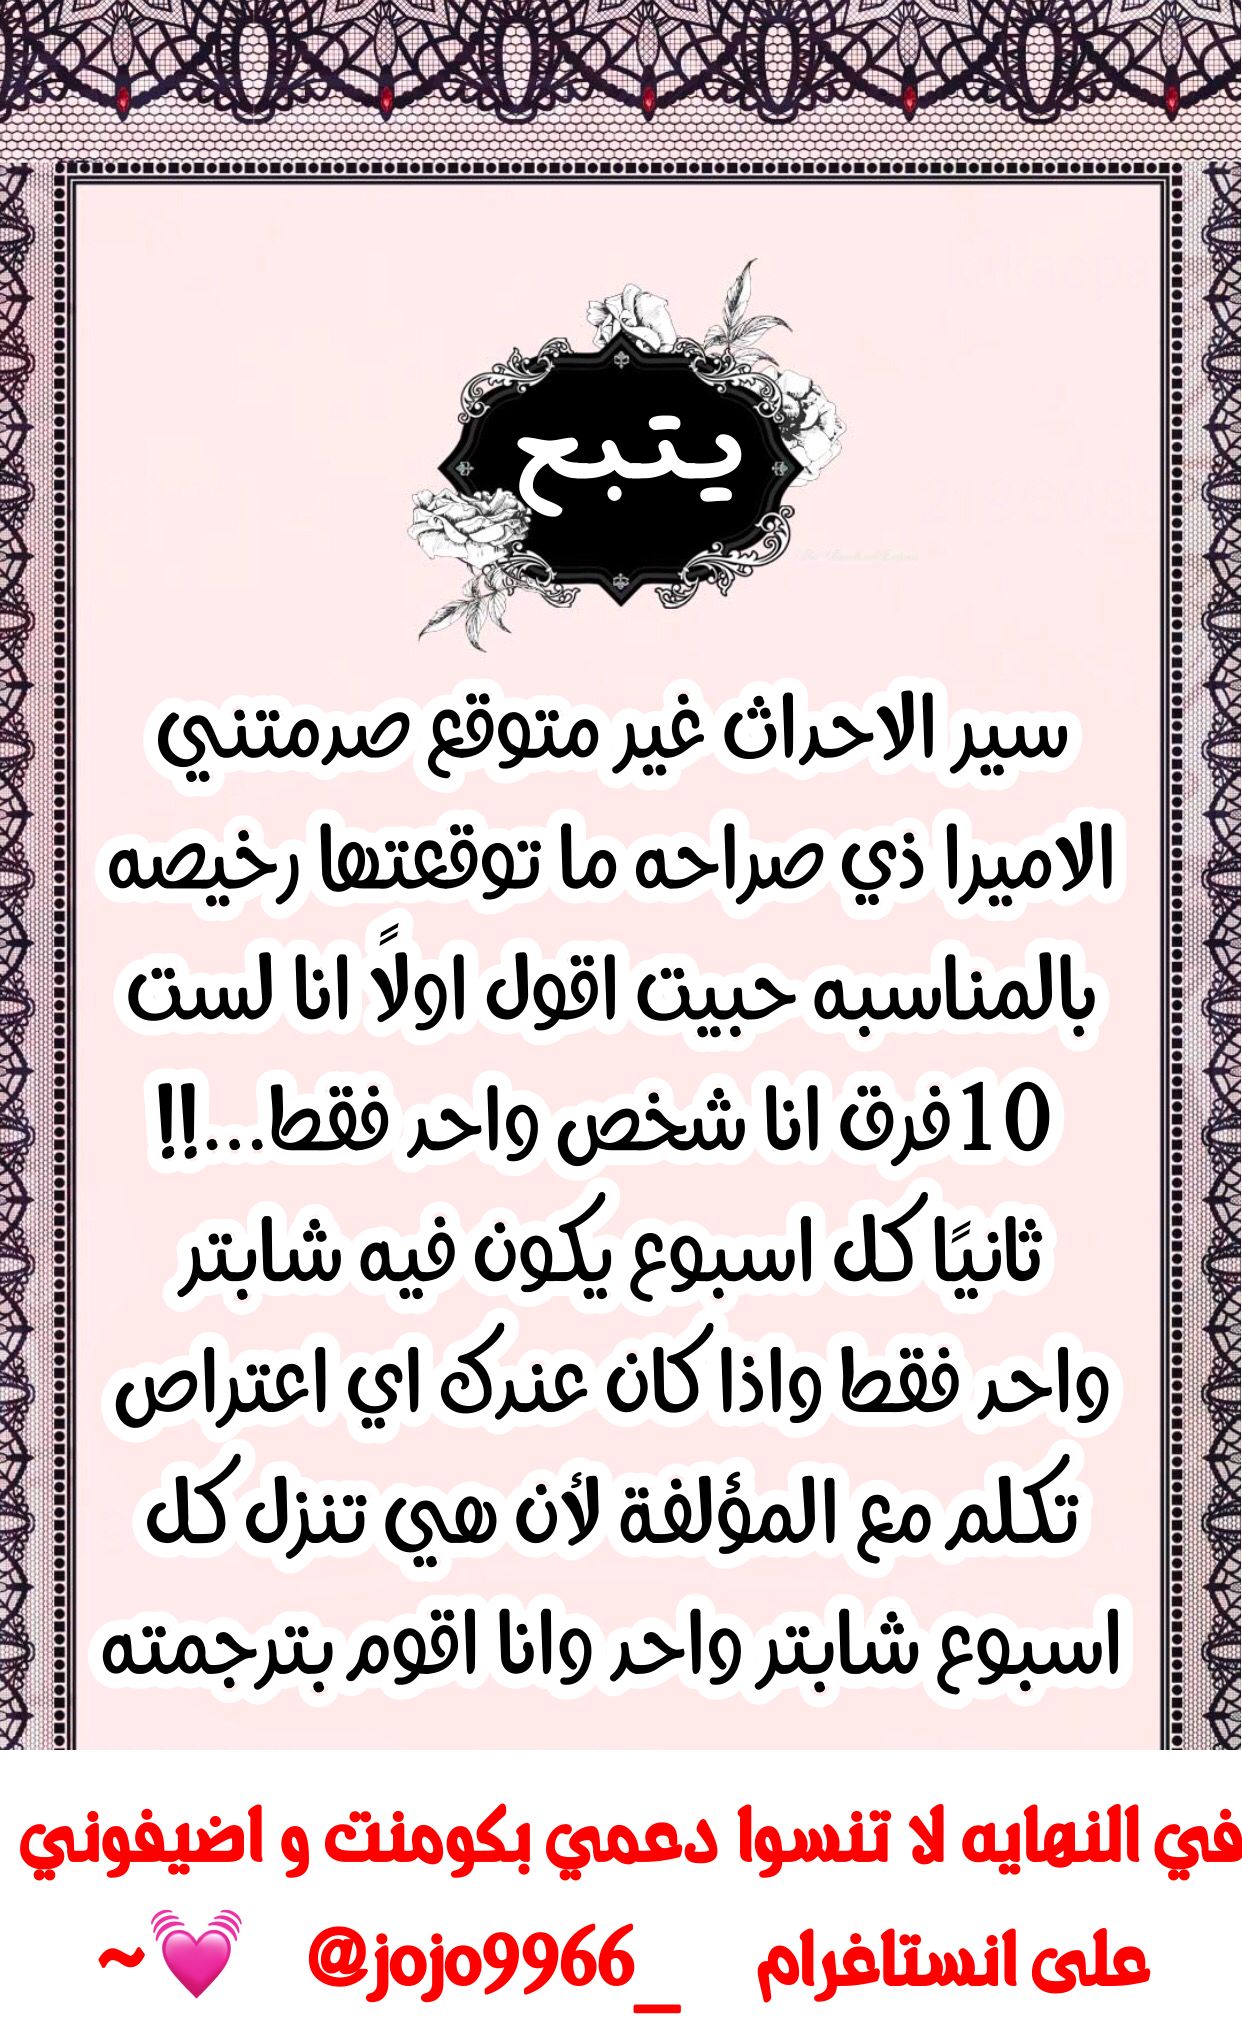 يتبع
سير الاحداث غير متوقع صدمتني
الاميرا ذي صراحه ما توقعتها رخيصه
بالمناسبه حبيت اقول اولاً انا لست
10فرق انا شخص واحد فقط...!!
ثانيًا كل اسبوع يكون فيه شابتر
واحد فقط واذا كان عندك اي اعتراص
تكلم مع المؤلفة لأن هي تنزل كل
اسبوع شابتر واحد وانا اقوم بترجمته
في النهايه لا تنسوا دعمي بكومنت و اضيفوني
على انستاغرام @jojo9966_ 💓~